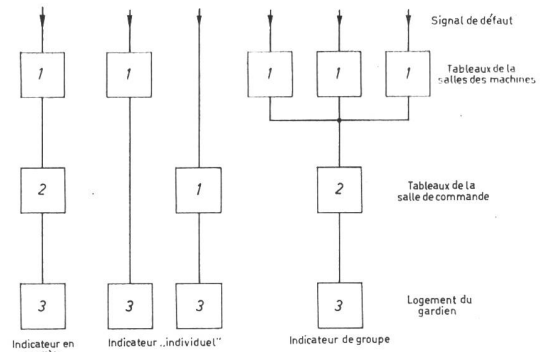 Signal de défaut
1 1 1 1 1
Tableaux de la
salles des machines
2 1 2
Tableaux de la
salle de commande
3 3 3 3
Logement du
gardien
Indicateur en
Indicateur „individuel"
Indicateur de groupe